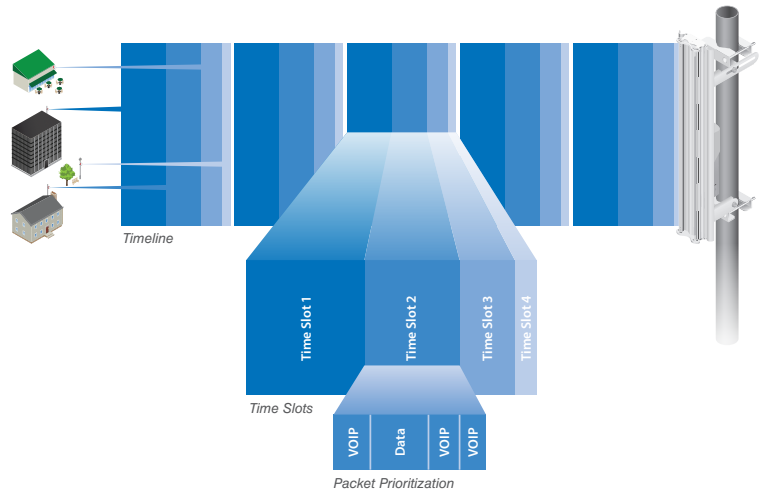 Timeline
Time Slot 1
Time Slot 2
Time Slot 3
Time Slot 4
Time Slots
VOIP
Data
VOIP
VOIP
Packet Prioritization